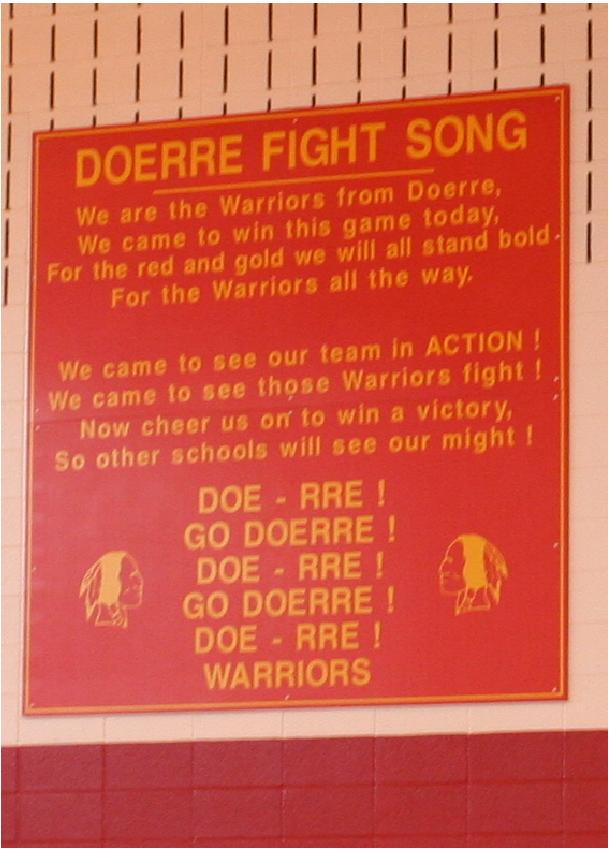 DOERRE FIGHT SONG
We are the Warriors from Doerre,
We came to win this game today,
For the red and gold we will all stand bold
For the Warriors all the way.
We came to see our team in ACTION !
We came to see those Warriors fight !
Now cheer us on to win a victory,
So other schools will see our might !
DOE - RRE !
GO DOERRE !
DOE - RRE !
GO DOERRE !
DOE - RRE !
WARRIORS